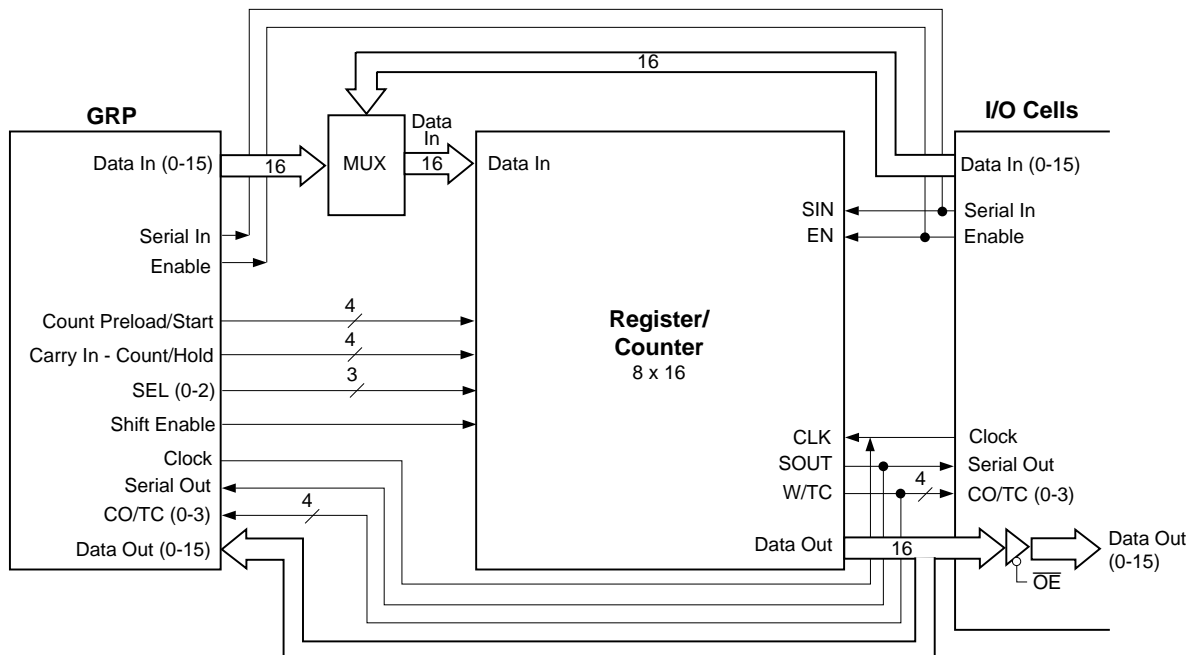 16
GRP
I/O Cells
Data In (0-15)
16
MUX
Data
In
16
Data In
Data In (0-15)
SIN
Serial In
EN
Enable
Serial In
Enable
Count Preload/Start
4
Carry In - Count/Hold
4
SEL (0-2)
3
Shift Enable
Register/
Counter
8 x 16
Clock
CLK
Clock
Serial Out
SOUT
Serial Out
CO/TC (0-3)
4
W/TC
4
CO/TC (0-3)
Data Out (0-15)
Data Out
16
OE
Data Out
(0-15)